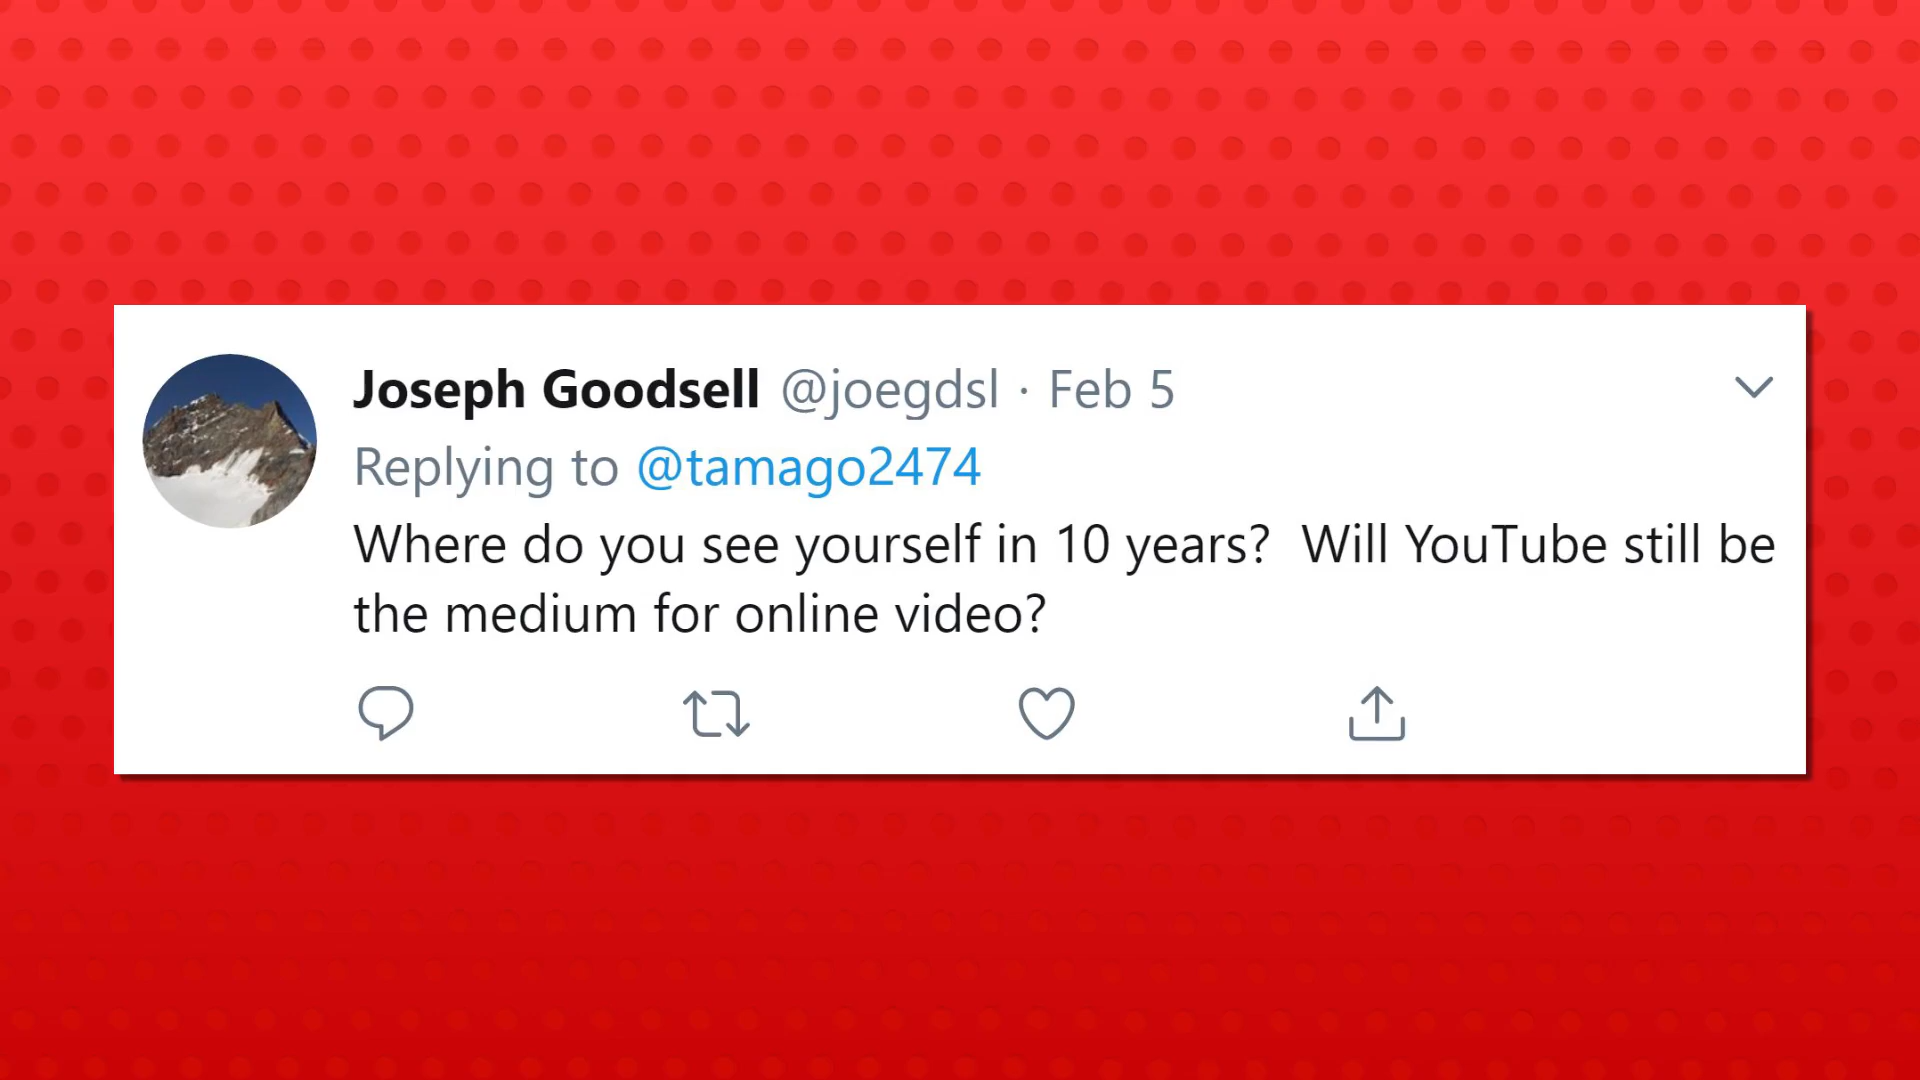 Joseph Goodsell @joegdsl · Feb 5
Replying to @tamago2474
Where do you see yourself in 10 years?  Will YouTube still be
the medium for online video?